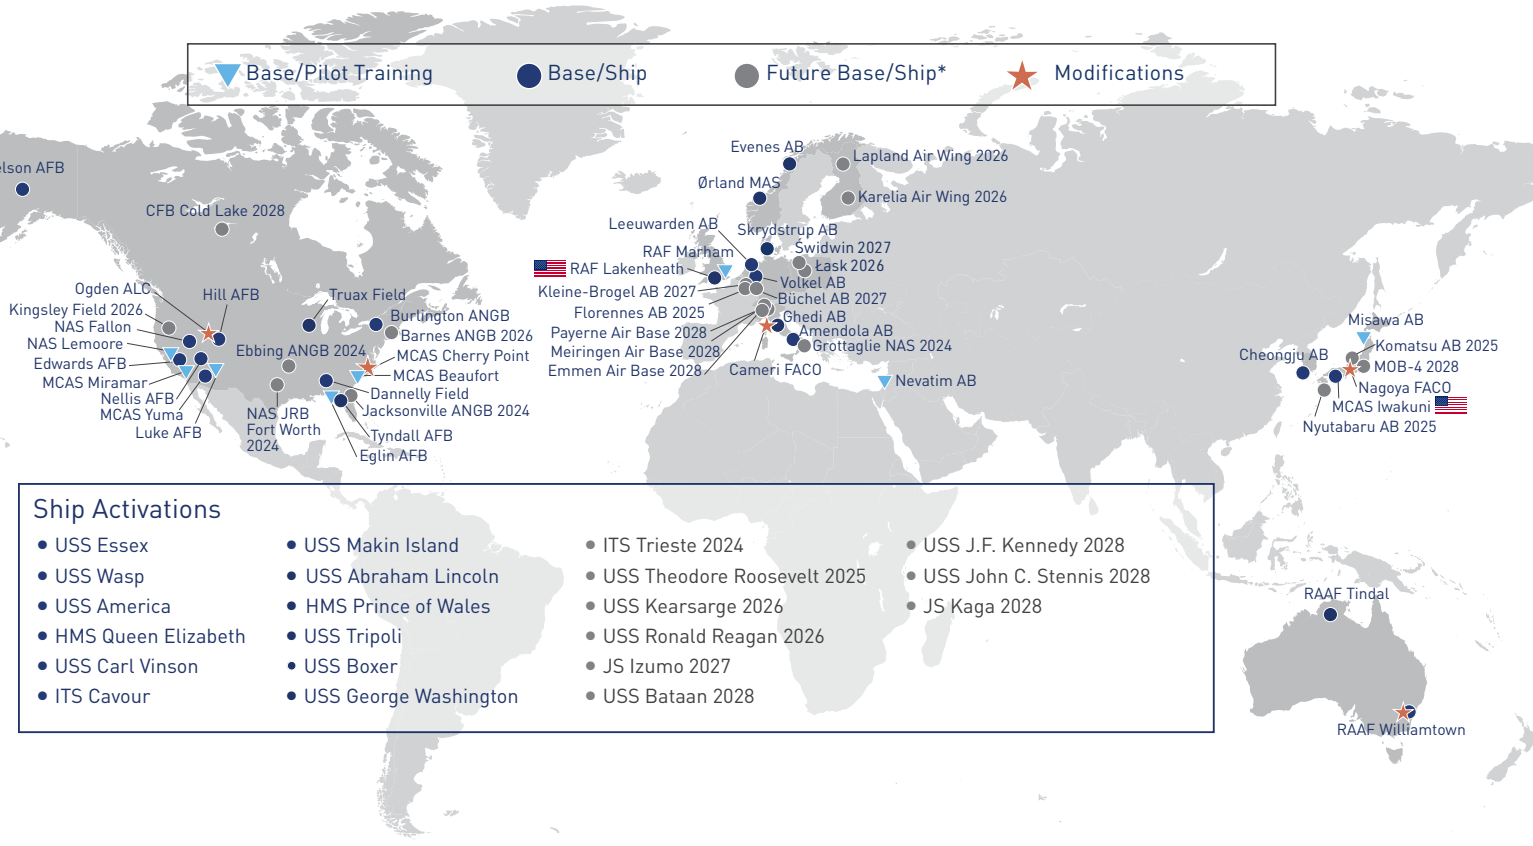 Base/Pilot Training
Base/Ship
Future Base/Ship*
Modifications
elson AFB
CFB Cold Lake 2028
Ogden ALC
Hill AFB
Truax Field
Kingsley Field 2026
NAS Fallon
NAS Lemoore
Edwards AFB
MCAS Miramar
Nellis AFB
MCAS Yuma
Luke AFB
Burlington ANGB
Barnes ANGB 2026
Ebbing ANGB 2024
MCAS Cherry Point
MCAS Beaufort
Dannelly Field
Jacksonville ANGB 2024
NAS JRB
Fort Worth
2024
Tyndall AFB
Eglin AFB
Evenes AB
Lapland Air Wing 2026
Ørland MAS
Karelia Air Wing 2026
Leeuwarden AB
Skrydstrup AB
RAF Marham
Świdwin 2027
RAF Lakenheath
Łask 2026
Kleine-Brogel AB 2027
Volkel AB
Büchel AB 2027
Florennes AB 2025
Ghedi AB
Payerne Air Base 2028
Amendola AB
Meiringen Air Base 2028
Grottaglie NAS 2024
Emmen Air Base 2028
Cameri FACO
Nevatim AB
Misawa AB
Komatsu AB 2025
Cheongju AB
MOB-4 2028
Nagoya FACO
MCAS Iwakuni
Nyutabaru AB 2025
RAAF Tindal
RAAF Williamtown
Ship Activations
USS Essex
USS Wasp
USS America
HMS Queen Elizabeth
USS Carl Vinson
ITS Cavour
USS Makin Island
USS Abraham Lincoln
HMS Prince of Wales
USS Tripoli
USS Boxer
USS George Washington
ITS Trieste 2024
USS Theodore Roosevelt 2025
USS Kearsarge 2026
USS Ronald Reagan 2026
JS Izumo 2027
USS Bataan 2028
USS J.F. Kennedy 2028
USS John C. Stennis 2028
JS Kaga 2028